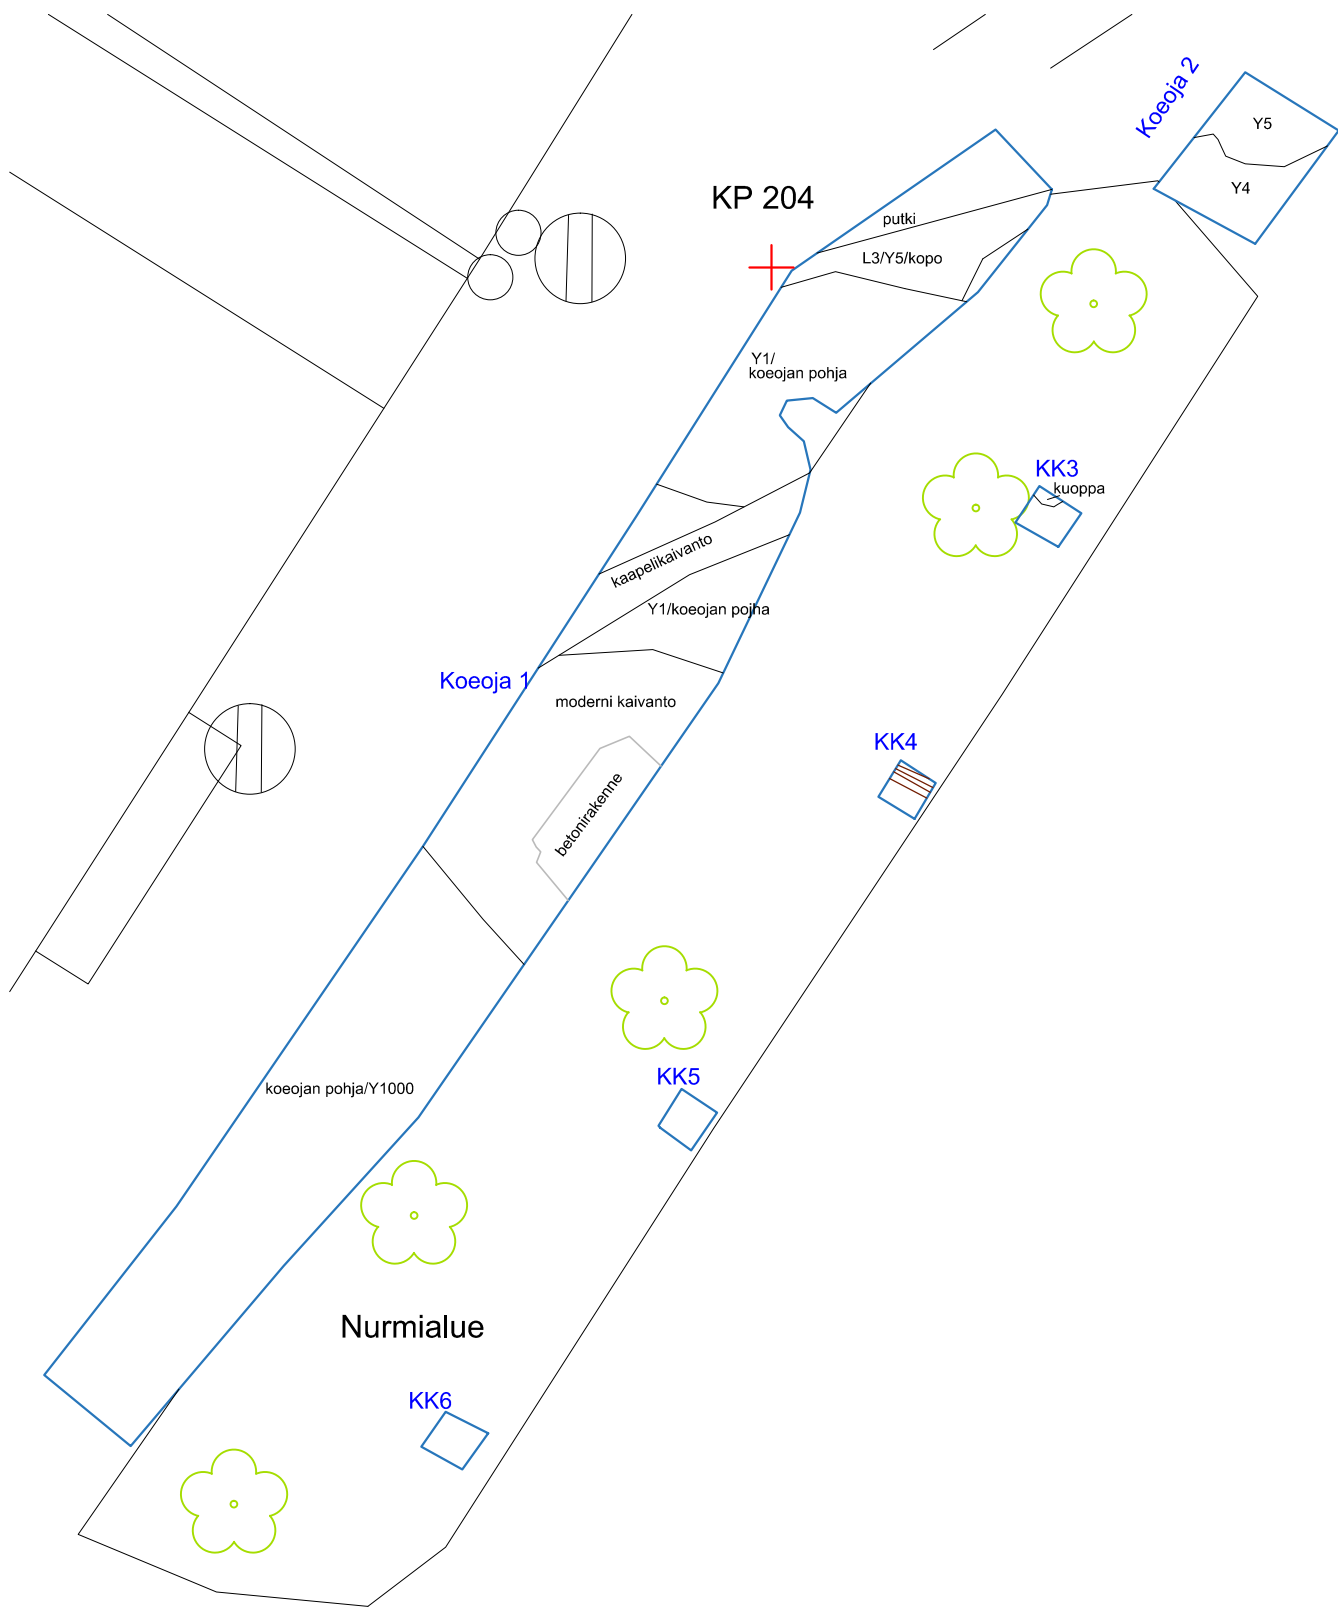 Koeoja 2
Y5
Y4
KP 204
putki
L3/Y5/kopo
Y1/
koeojan pohja
KK3
kuoppa
kaapelikaivanto
Y1/koeojan pojha
Koeoja 1
moderni kaivanto
KK4
betonirakenne
KK5
koeojan pohja/Y1000
Nurmialue
KK6